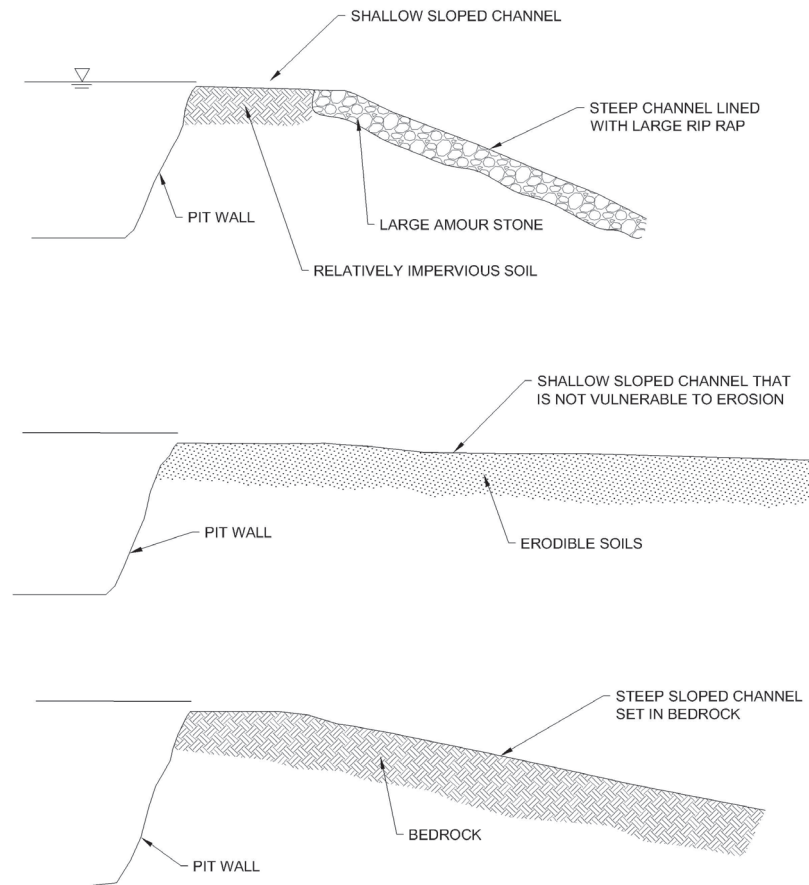 SHALLOW SLOPED CHANNEL
STEEP CHANNEL LINED
WITH LARGE RIP RAP
PIT WALL
LARGE AMOUR STONE
RELATIVELY IMPERVIOUS SOIL
SHALLOW SLOPED CHANNEL THAT
IS NOT VULNERABLE TO EROSION
PIT WALL
ERODIBLE SOILS
STEEP SLOPED CHANNEL
SET IN BEDROCK
BEDROCK
PIT WALL